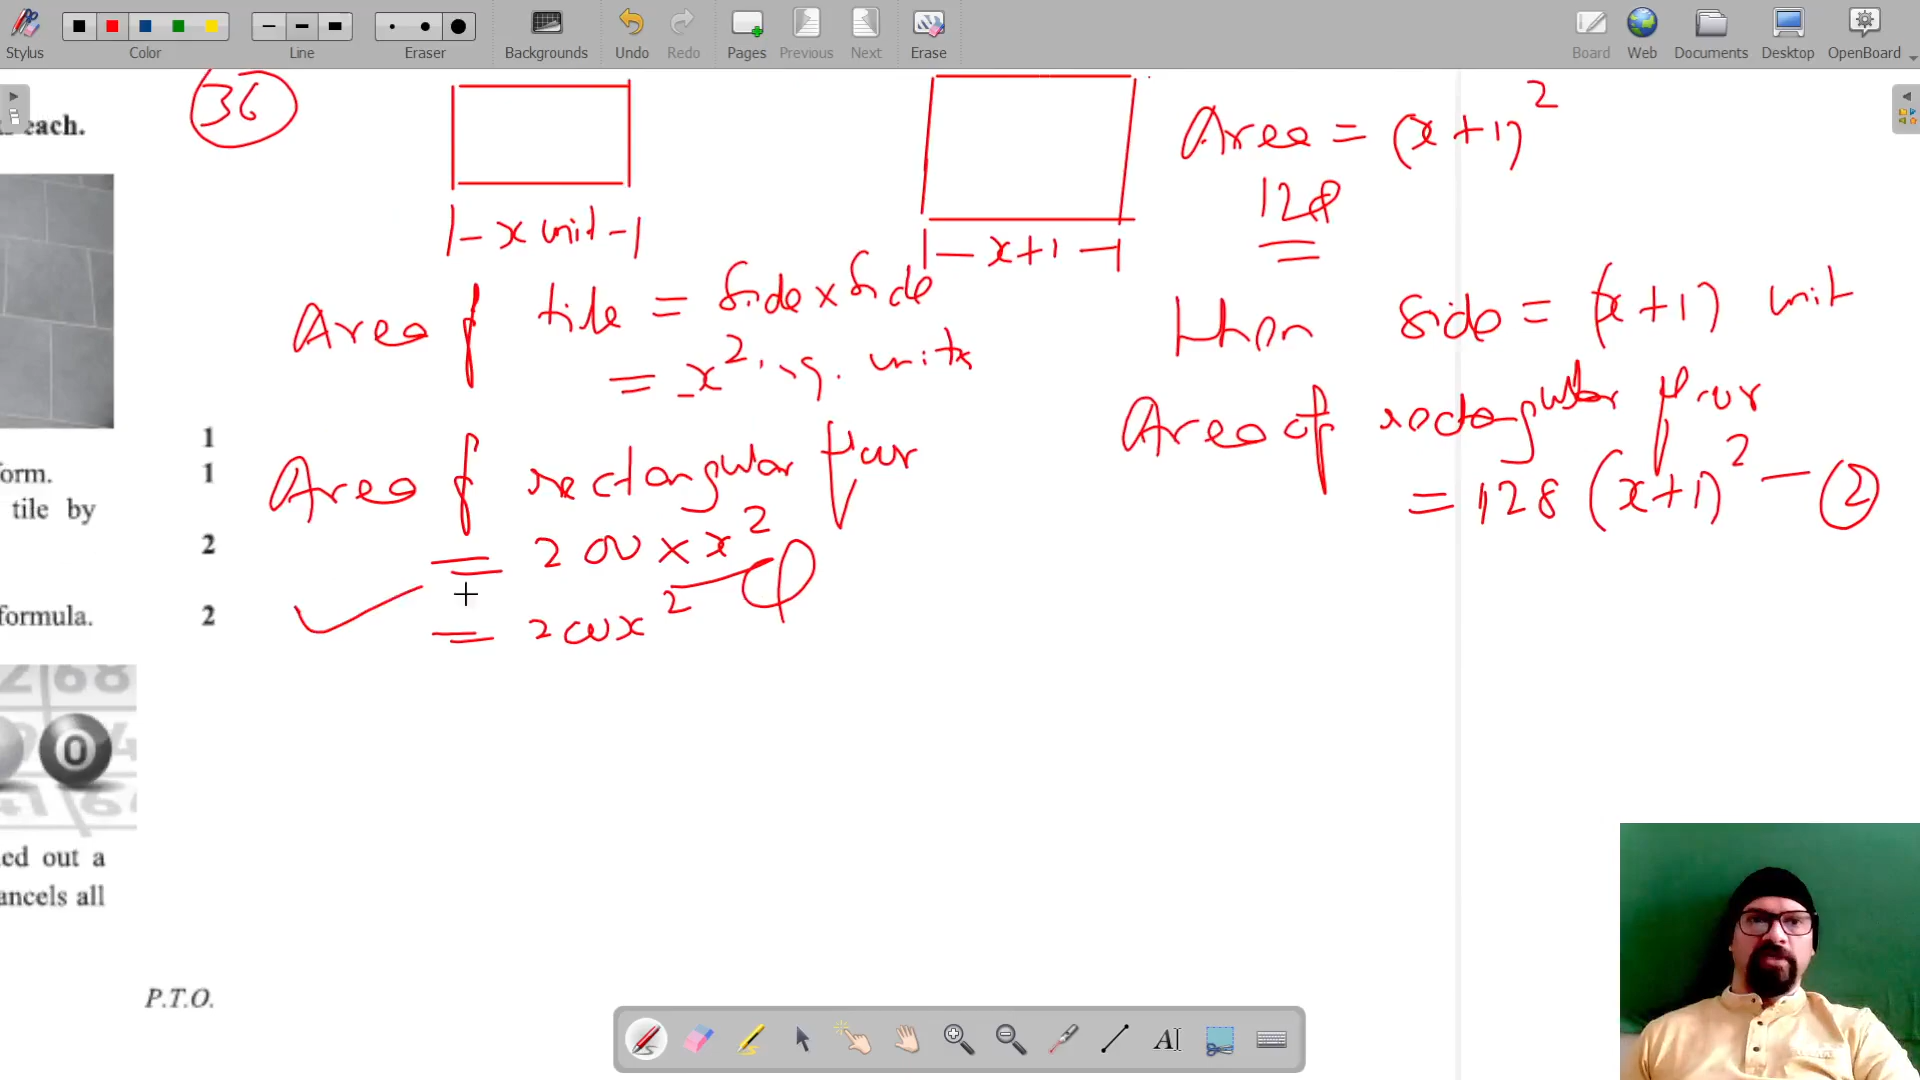 Stylus Color Line Eraser Backgrounds Undo Redo Pages Previous Next Erase Board Web Documents Desktop OpenBoard
each.
1
orm. 1
tile by
2
formula. 2
0
ed out a
ancels all
P.T.O.
36
|- x unit -|
Area of tile = Side x Side
= x². sq. units
Area of rectangular floor
= 200 x x²
= 200x²
|- x+1 -|
Area = (x+1)²
128
side = (x+1) unit
Area of rectangular floor
= 128 (x+1)² - 2